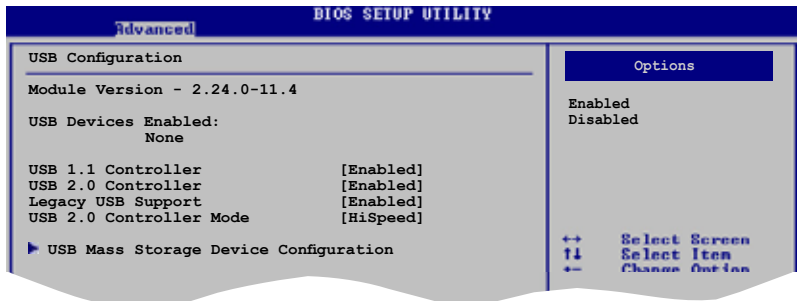 BIOS SETUP UTILITY
Advanced
USB Configuration
Module Version - 2.24.0-11.4
USB Devices Enabled:
None
USB 1.1 Controller [Enabled]
USB 2.0 Controller [Enabled]
Legacy USB Support [Enabled]
USB 2.0 Controller Mode [HiSpeed]
USB Mass Storage Device Configuration
Options
Enabled
Disabled
↔ Select Screen
↑↓ Select Item
+- Change Option